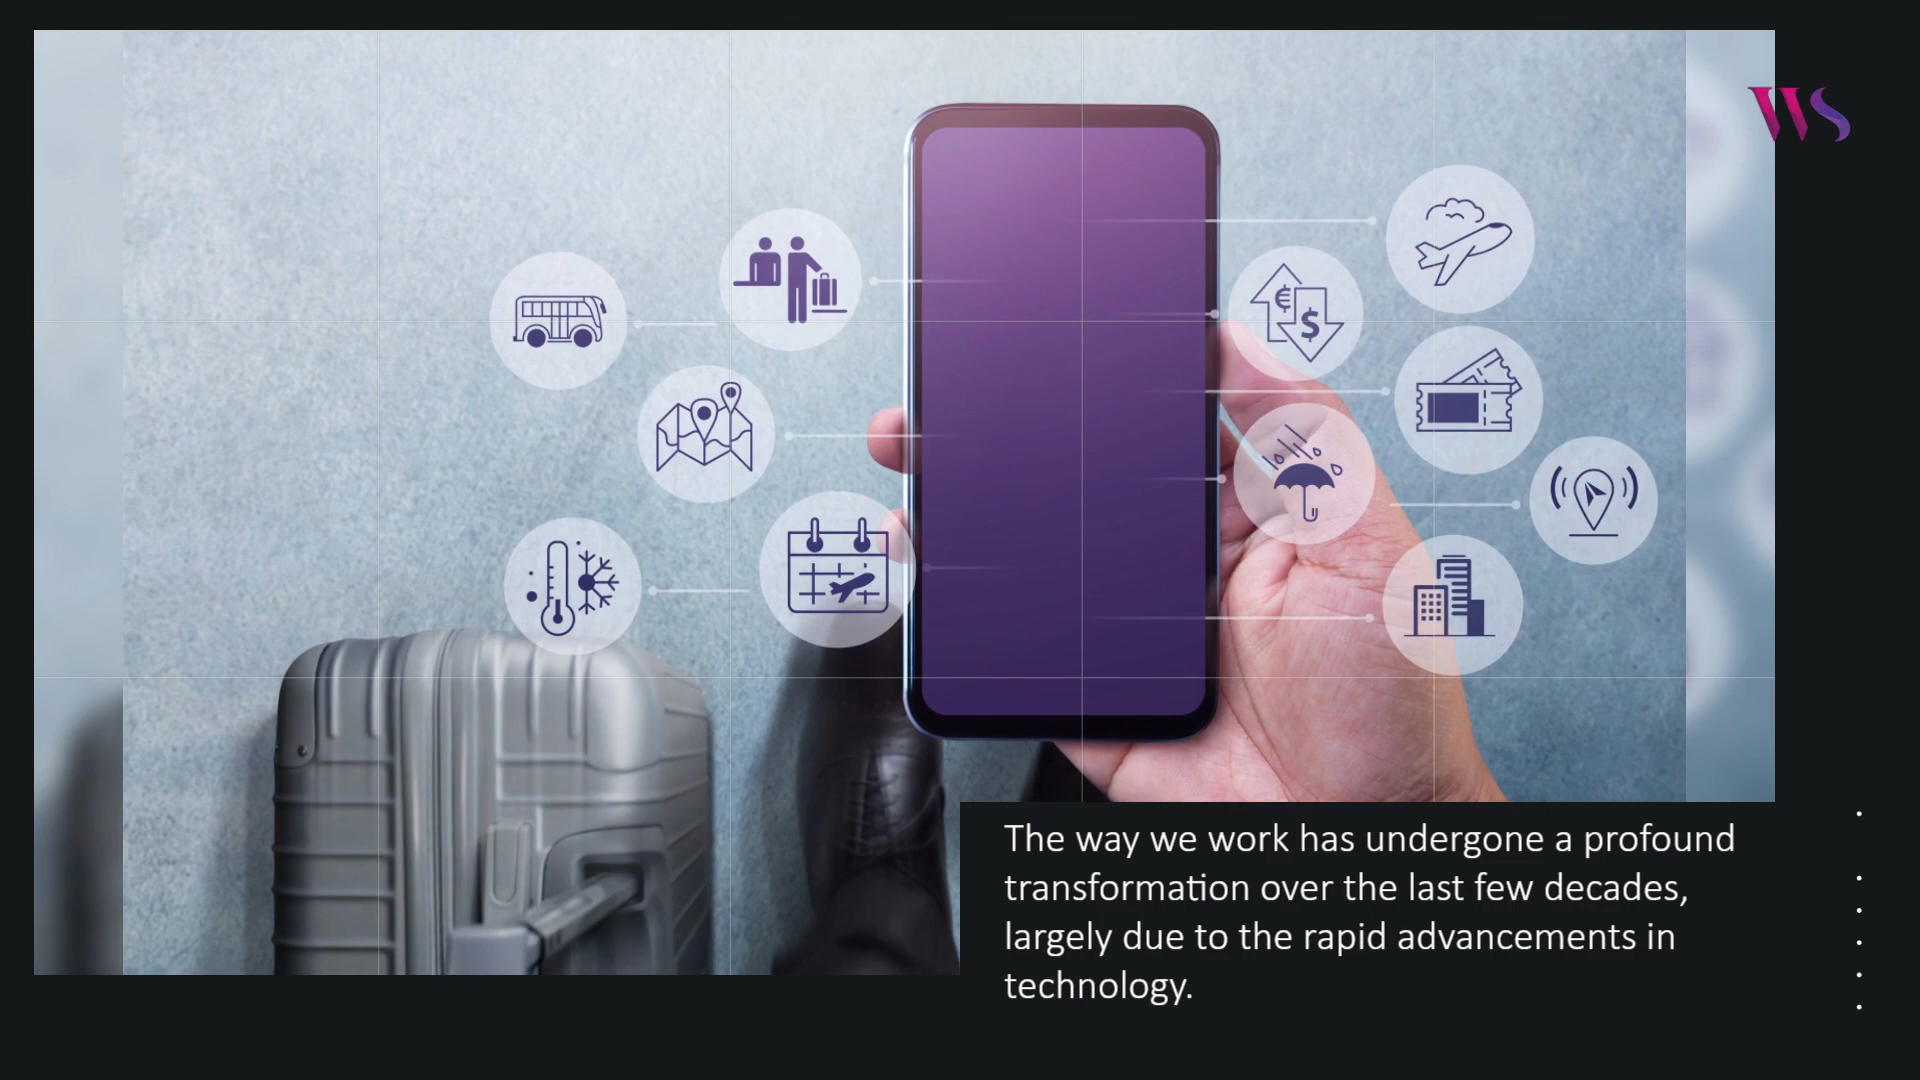 WS
€
$
The way we work has undergone a profound
transformation over the last few decades,
largely due to the rapid advancements in
technology.